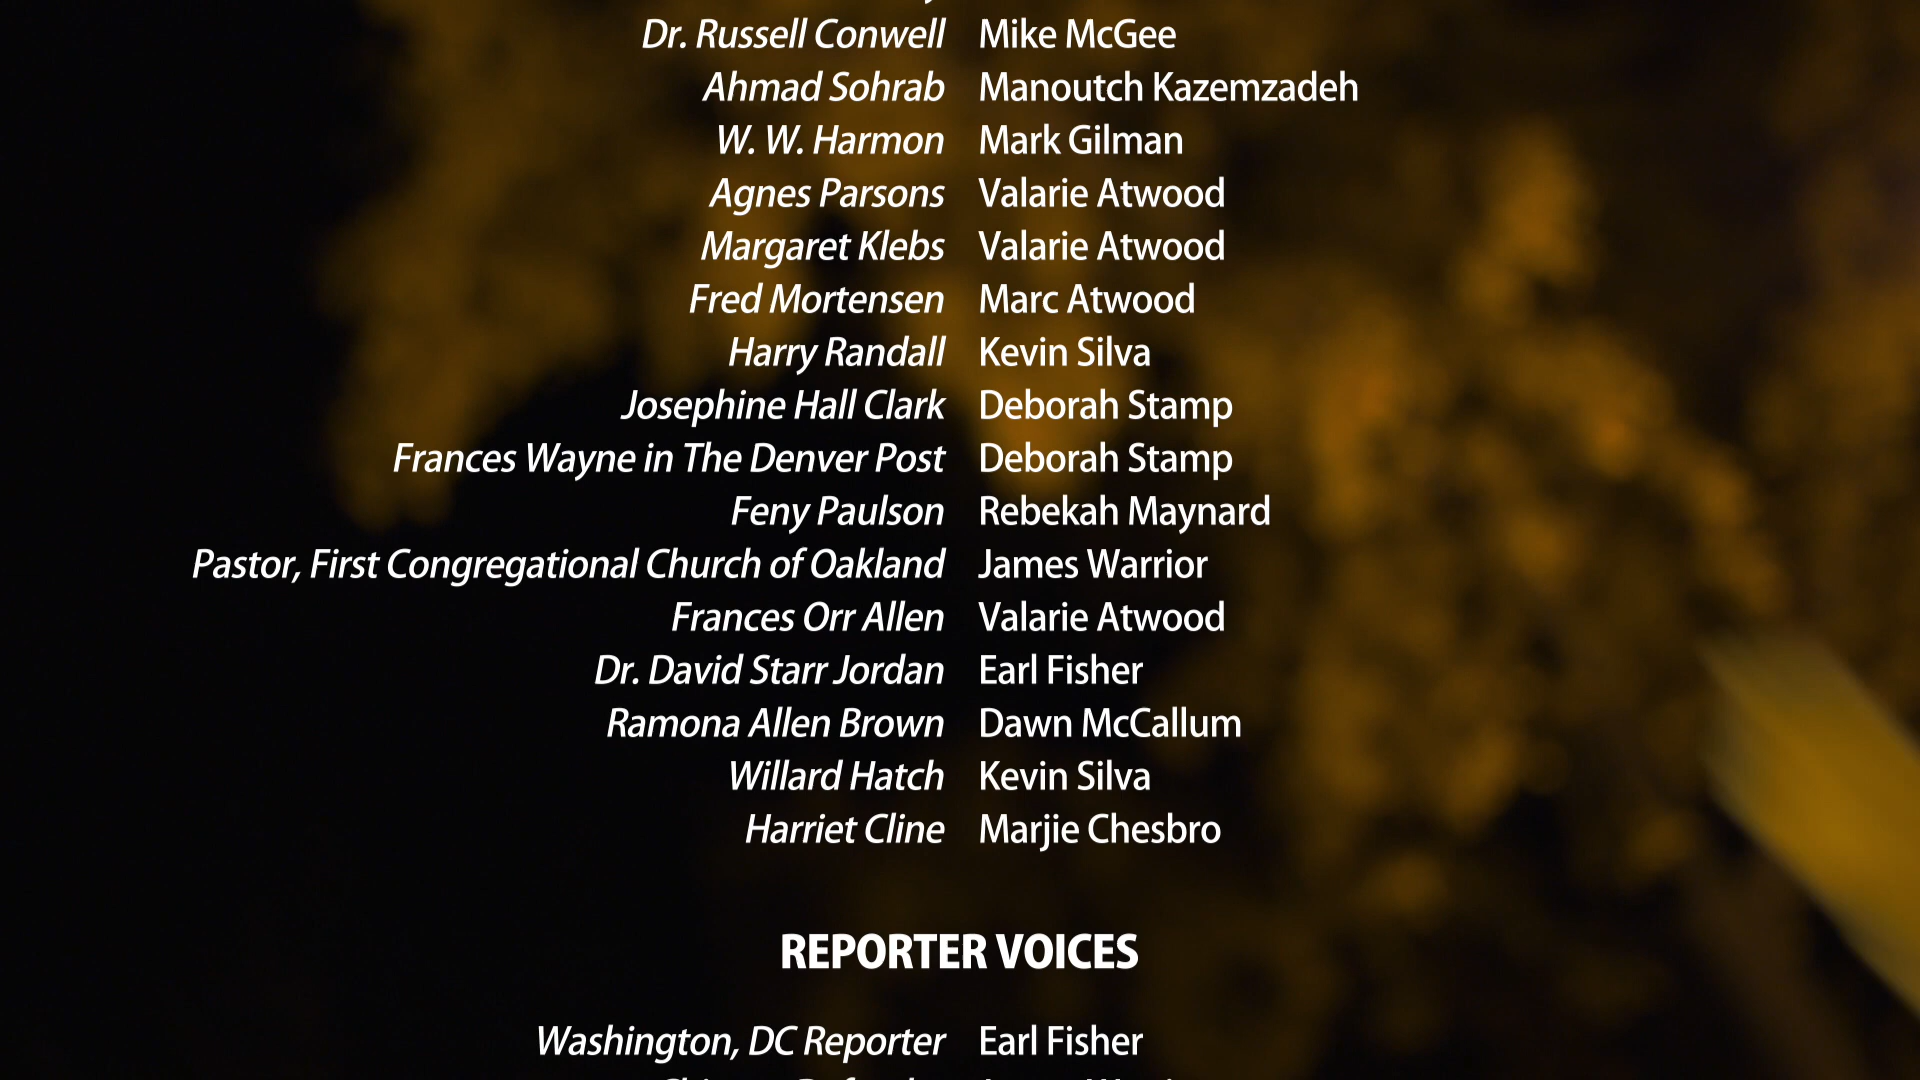 Dr. Russell Conwell Mike McGee
Ahmad Sohrab Manoutch Kazemzadeh
W. W. Harmon Mark Gilman
Agnes Parsons Valarie Atwood
Margaret Klebs Valarie Atwood
Fred Mortensen Marc Atwood
Harry Randall Kevin Silva
Josephine Hall Clark Deborah Stamp
Frances Wayne in The Denver Post Deborah Stamp
Feny Paulson Rebekah Maynard
Pastor, First Congregational Church of Oakland James Warrior
Frances Orr Allen Valarie Atwood
Dr. David Starr Jordan Earl Fisher
Ramona Allen Brown Dawn McCallum
Willard Hatch Kevin Silva
Harriet Cline Marjie Chesbro
REPORTER VOICES
Washington, DC Reporter Earl Fisher